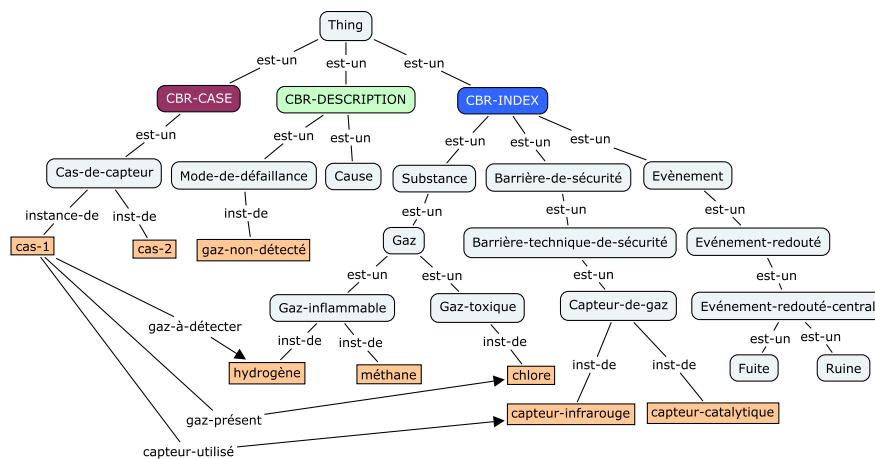 Thing
est-un est-un est-un
CBR-CASE CBR-DESCRIPTION CBR-INDEX
est-un est-un est-un est-un est-un est-un
Cas-de-capteur Mode-de-défaillance Cause Substance Barrière-de-sécurité Evènement
instance-de inst-de inst-de est-un est-un est-un
cas-1 cas-2 gaz-non-détecté Gaz Barrière-technique-de-sécurité Evénement-redouté
est-un est-un est-un est-un
Gaz-inflammable Gaz-toxique Capteur-de-gaz Evénement-redouté-central
gaz-à-détecter inst-de inst-de inst-de est-un est-un
hydrogène méthane chlore inst-de inst-de Fuite Ruine
gaz-présent capteur-infrarouge capteur-catalytique
capteur-utilisé